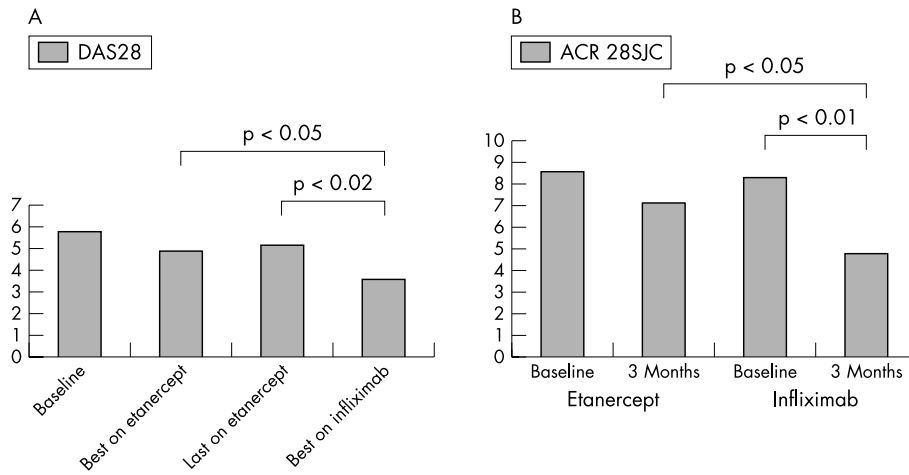 A
DAS28
p < 0.05
p < 0.02
7
6
5
4
3
2
1
0
Baseline
Best on etanercept
Last on etanercept
Best on infliximab
B
ACR 28SJC
p < 0.05
p < 0.01
10
9
8
7
6
5
4
3
2
1
0
Baseline 3 Months Baseline 3 Months
Etanercept Infliximab